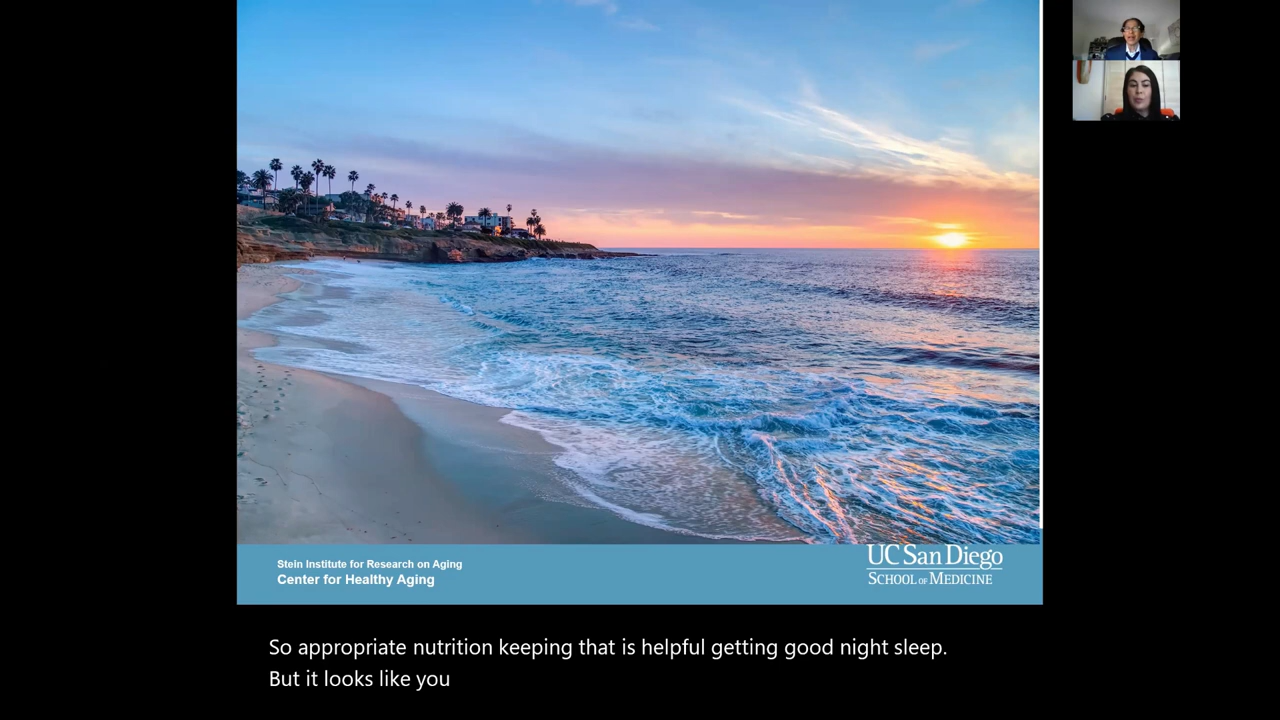 Stein Institute for Research on Aging
Center for Healthy Aging
UC San Diego
SCHOOL OF MEDICINE
So appropriate nutrition keeping that is helpful getting good night sleep.
But it looks like you